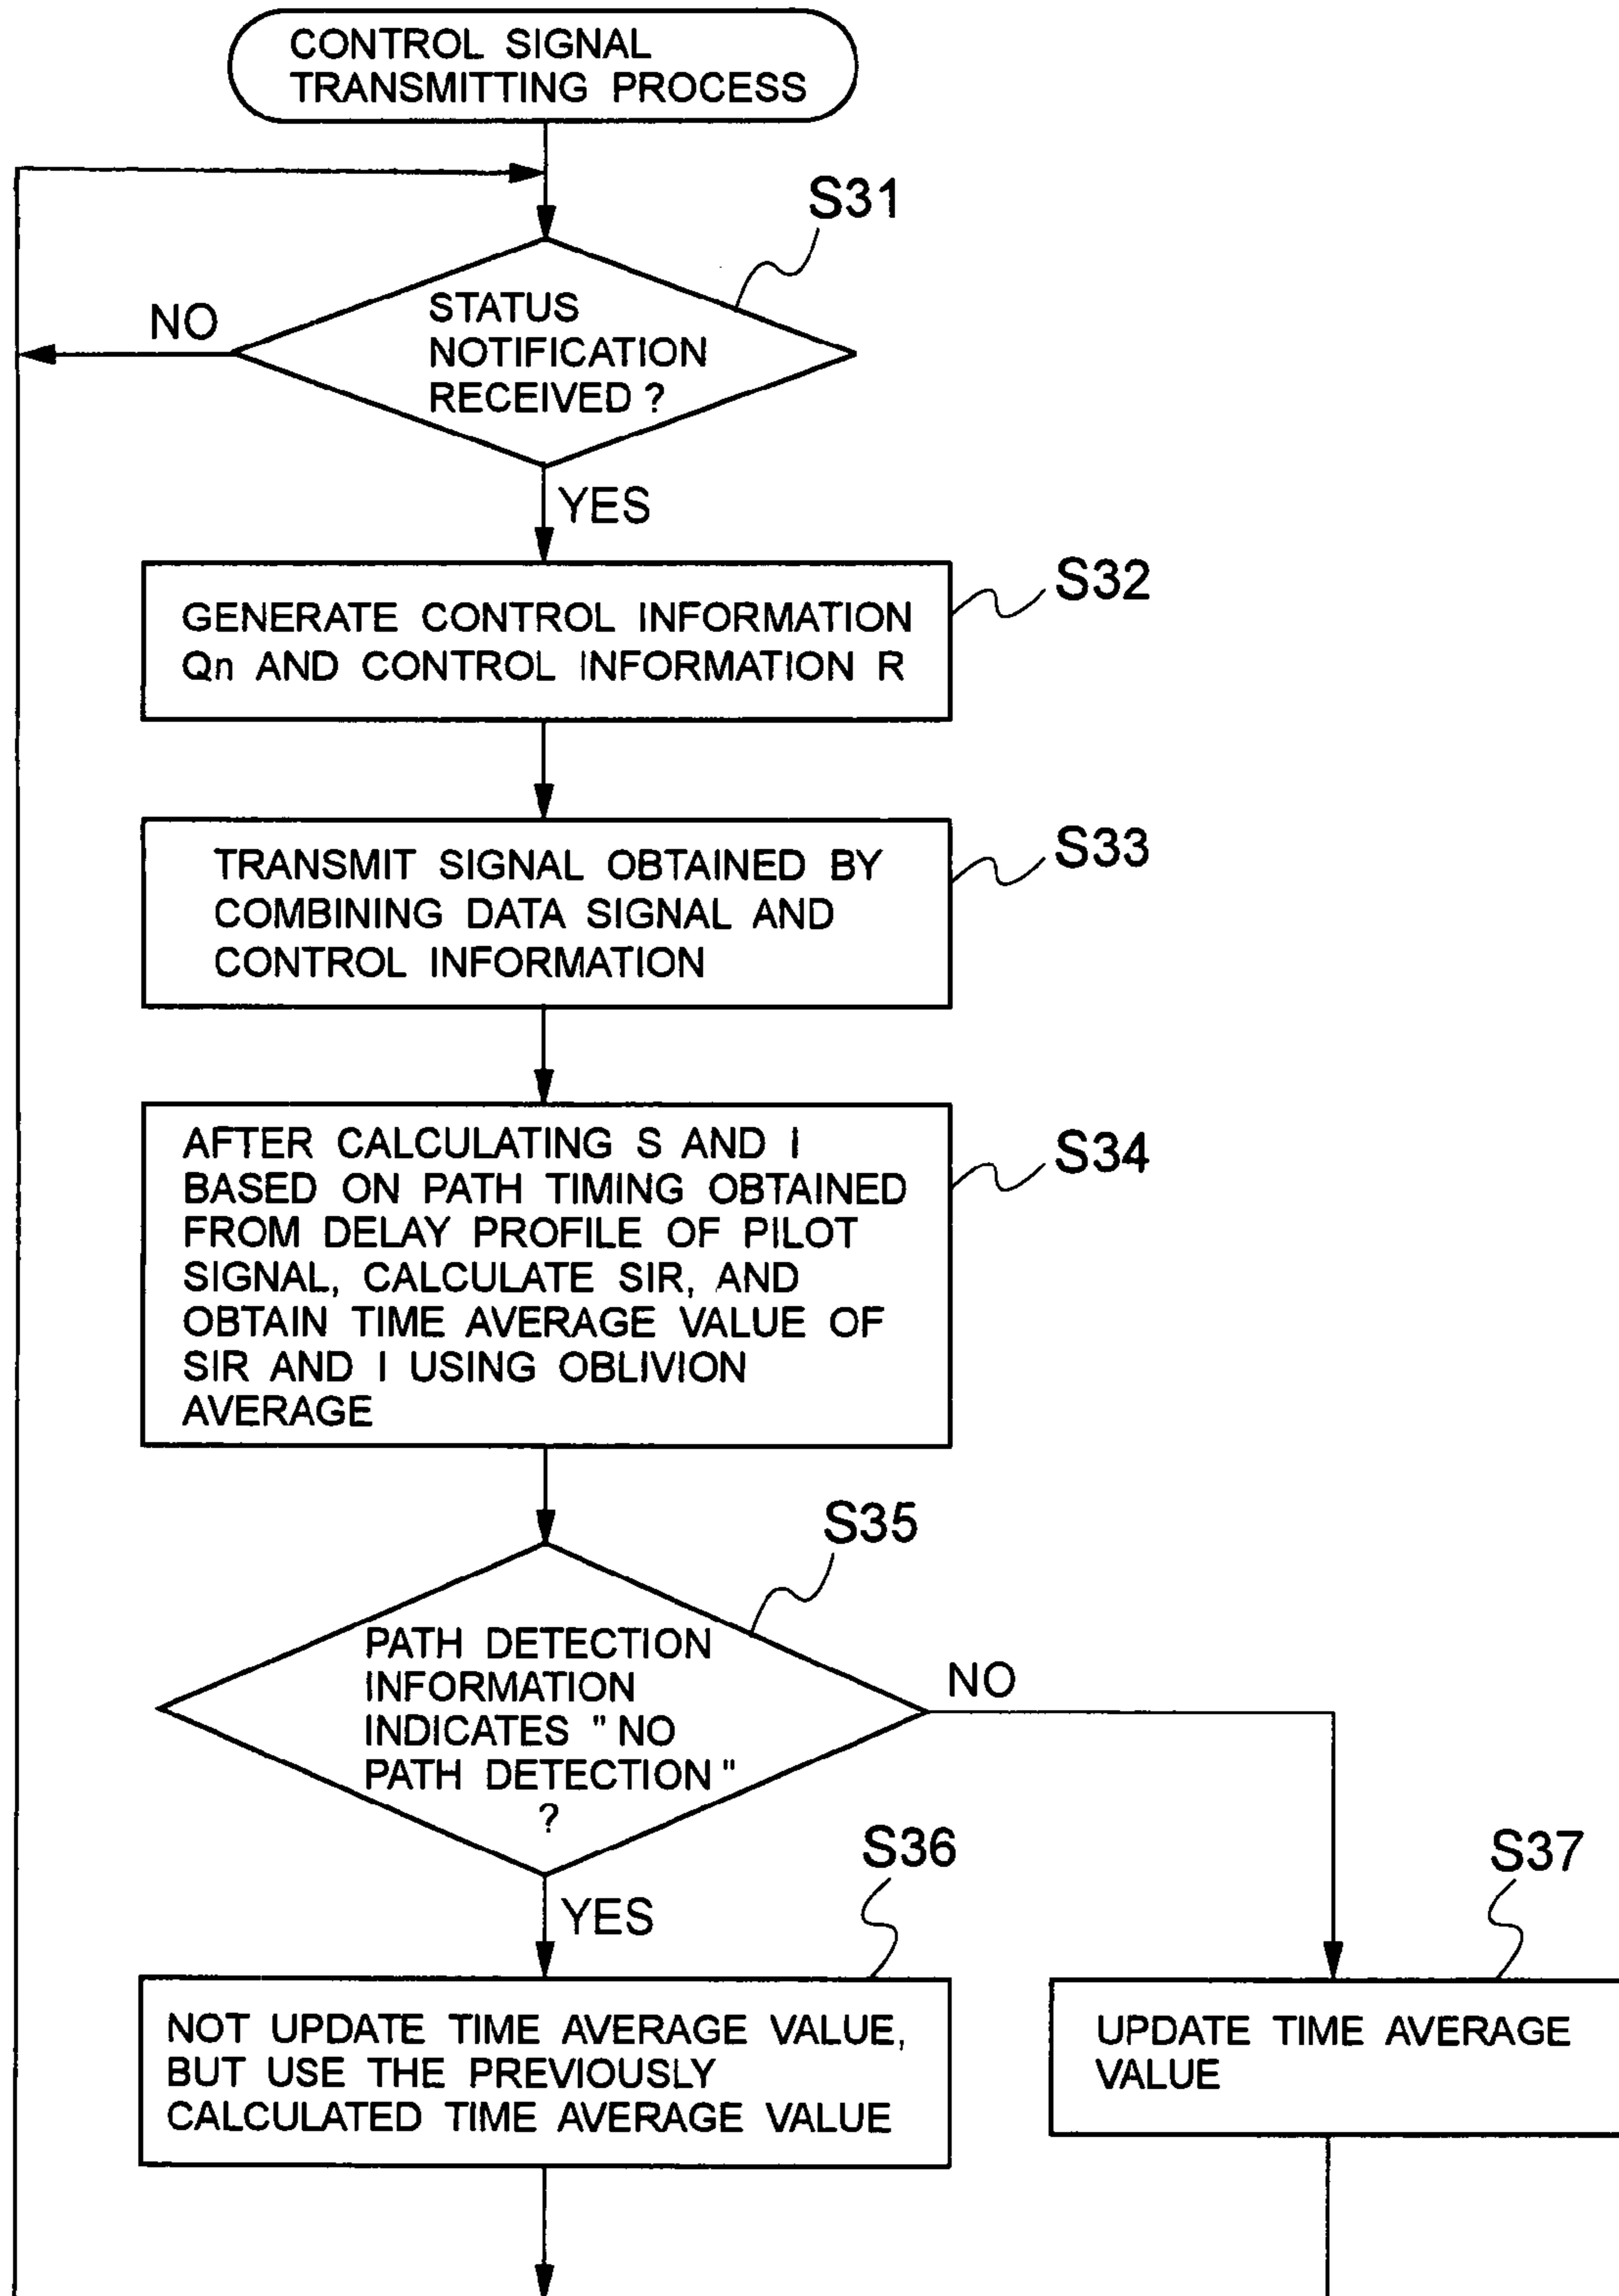 CONTROL SIGNAL
TRANSMITTING PROCESS
S31
STATUS
NOTIFICATION
RECEIVED ?
NO
YES
S32
GENERATE CONTROL INFORMATION
Qn AND CONTROL INFORMATION R
S33
TRANSMIT SIGNAL OBTAINED BY
COMBINING DATA SIGNAL AND
CONTROL INFORMATION
S34
AFTER CALCULATING S AND I
BASED ON PATH TIMING OBTAINED
FROM DELAY PROFILE OF PILOT
SIGNAL, CALCULATE SIR, AND
OBTAIN TIME AVERAGE VALUE OF
SIR AND I USING OBLIVION
AVERAGE
S35
PATH DETECTION
INFORMATION
INDICATES " NO
PATH DETECTION "
?
NO
YES
S36
NOT UPDATE TIME AVERAGE VALUE,
BUT USE THE PREVIOUSLY
CALCULATED TIME AVERAGE VALUE
S37
UPDATE TIME AVERAGE
VALUE